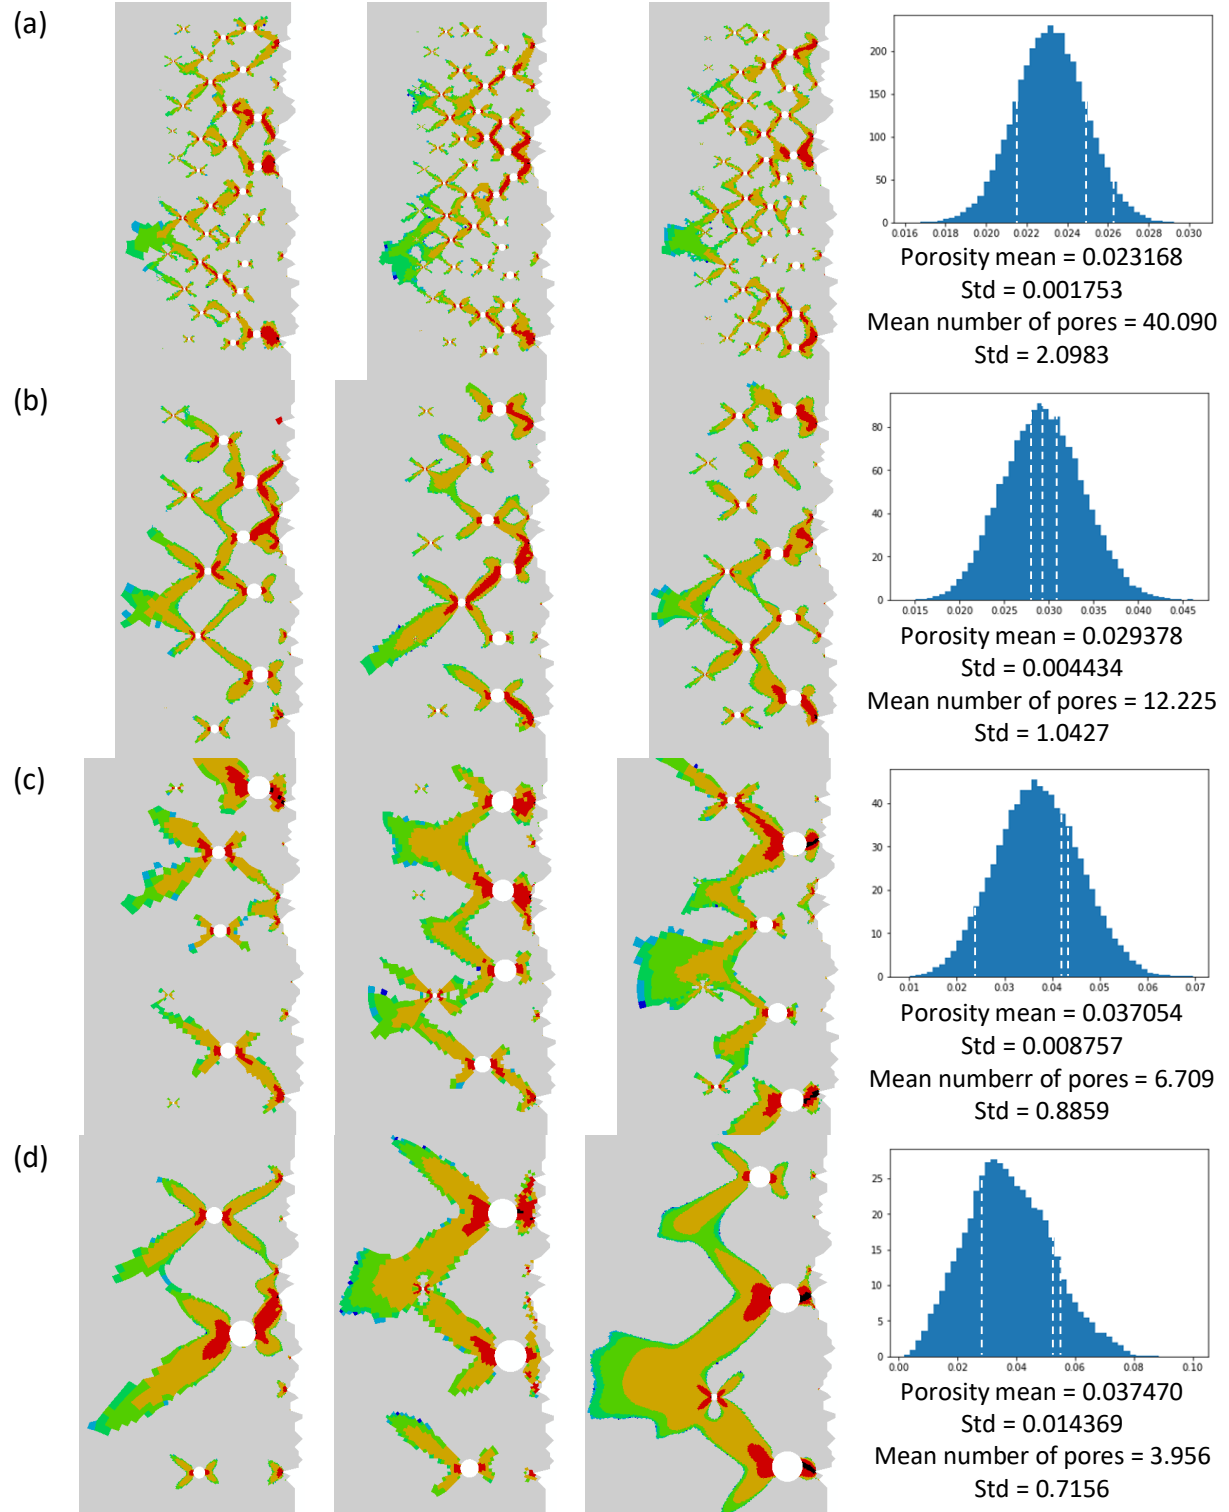 (a)
200
150
100
50
0
0.016 0.018 0.020 0.022 0.024 0.026 0.028 0.030
Porosity mean = 0.023168
Std = 0.001753
Mean number of pores = 40.090
Std = 2.0983
(b)
80
60
40
20
0
0.015 0.020 0.025 0.030 0.035 0.040 0.045
Porosity mean = 0.029378
Std = 0.004434
Mean number of pores = 12.225
Std = 1.0427
(c)
40
30
20
10
0
0.01 0.02 0.03 0.04 0.05 0.06 0.07
Porosity mean = 0.037054
Std = 0.008757
Mean numberr of pores = 6.709
Std = 0.8859
(d)
25
20
15
10
5
0
0.00 0.02 0.04 0.06 0.08 0.10
Porosity mean = 0.037470
Std = 0.014369
Mean number of pores = 3.956
Std = 0.7156